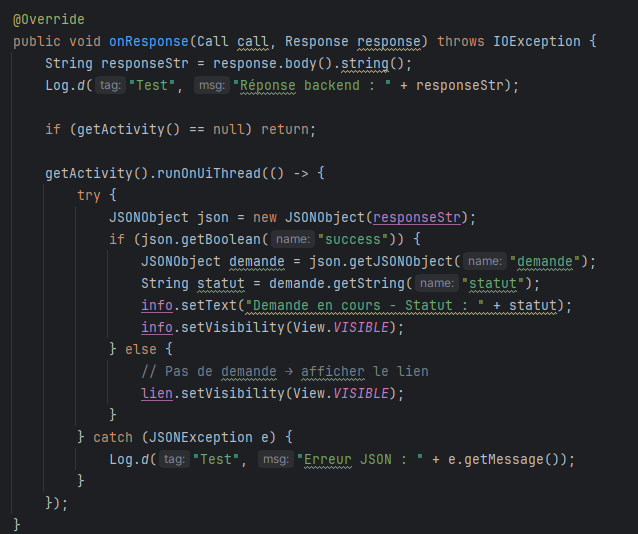 @Override
public void onResponse(Call call, Response response) throws IOException {
    String responseStr = response.body().string();
    Log.d( tag: "Test",  msg: "Réponse backend : " + responseStr);

    if (getActivity() == null) return;

    getActivity().runOnUiThread(() -> {
        try {
            JSONObject json = new JSONObject(responseStr);
            if (json.getBoolean( name: "success")) {
                JSONObject demande = json.getJSONObject( name: "demande");
                String statut = demande.getString( name: "statut");
                info.setText("Demande en cours - Statut : " + statut);
                info.setVisibility(View.VISIBLE);
            } else {
                // Pas de demande → afficher le lien
                lien.setVisibility(View.VISIBLE);
            }
        } catch (JSONException e) {
            Log.d( tag: "Test",  msg: "Erreur JSON : " + e.getMessage());
        }
    });
}